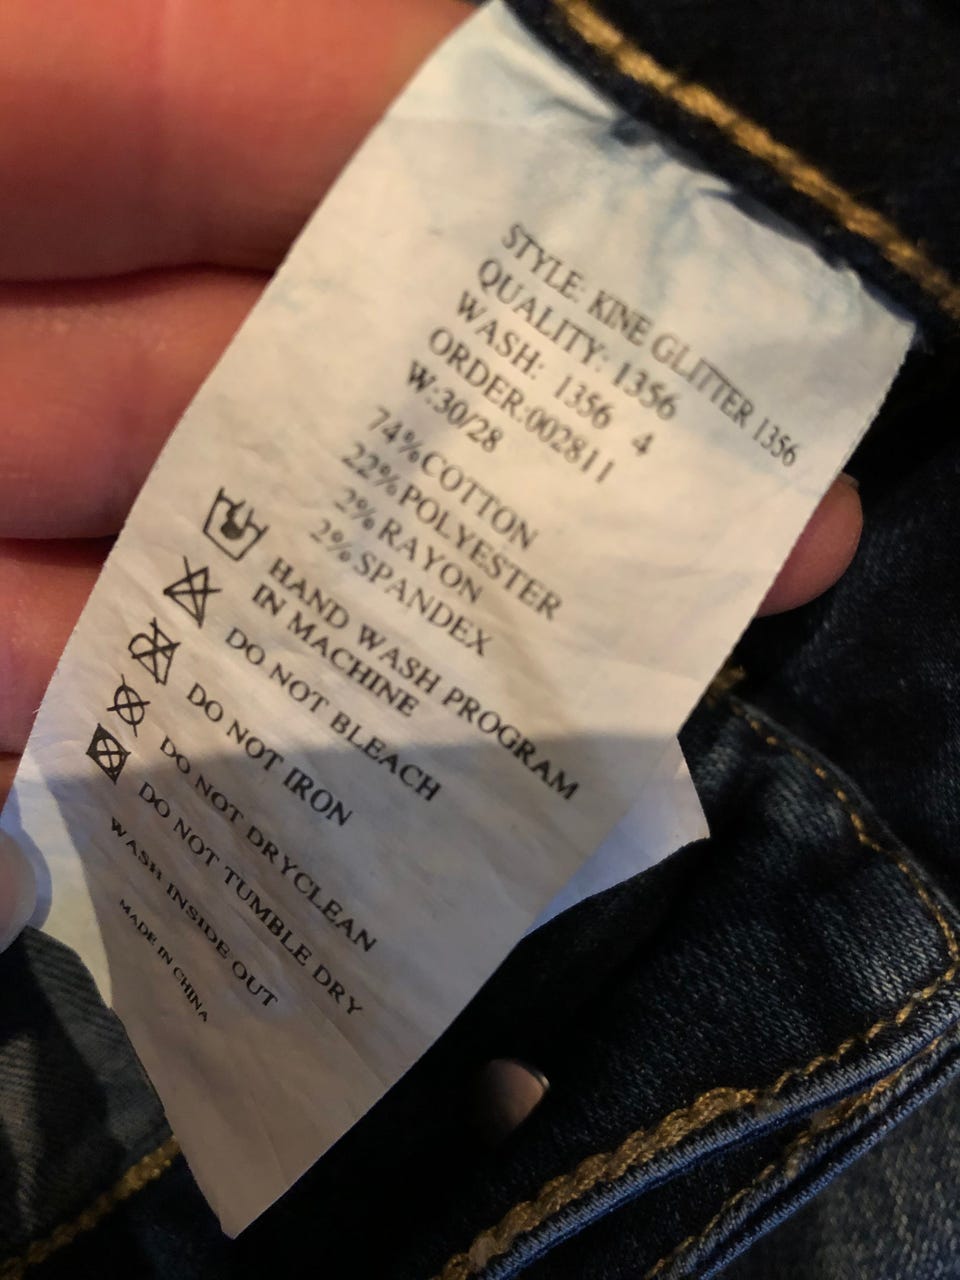 STYLE: KINE GLITTER 1356
QUALITY: 1356
WASH: 1356 4
ORDER:002811
W:30/28
74%COTTON
22%POLYESTER
2%RAYON
2%SPANDEX
HAND WASH PROGRAM
IN MACHINE
DO NOT BLEACH
DO NOT IRON
DO NOT DRYCLEAN
DO NOT TUMBLE DRY
WASH INSIDE OUT
MADE IN CHINA